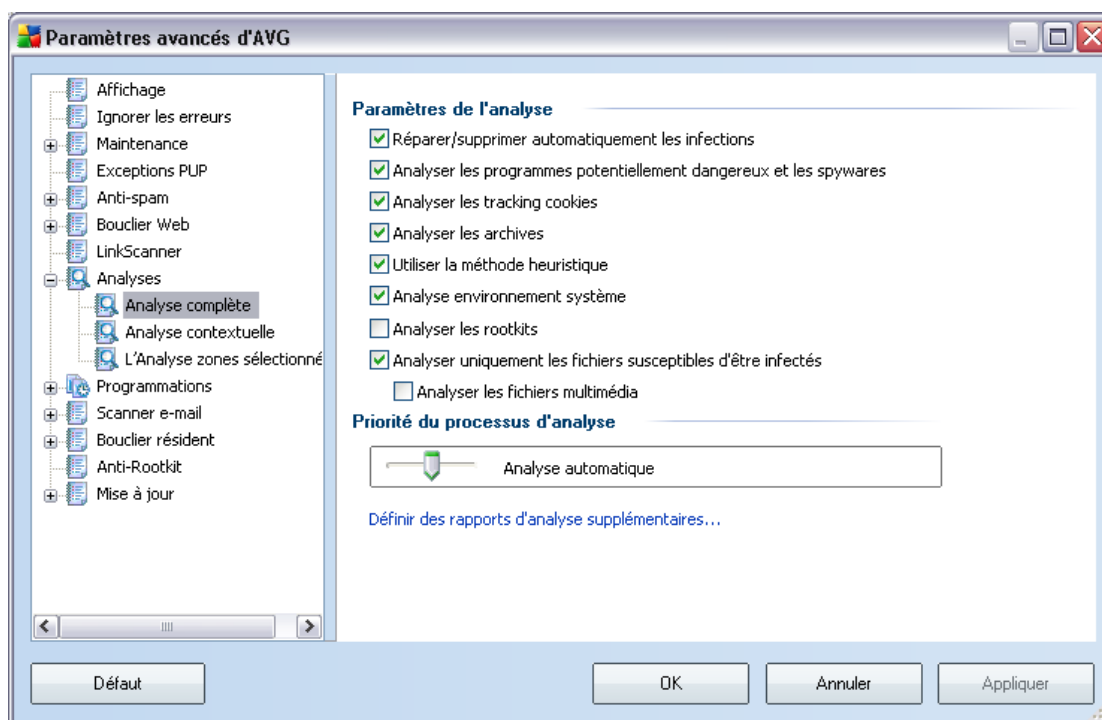 Paramètres avancés d'AVG
Affichage
Ignorer les erreurs
Maintenance
Exceptions PUP
Anti-spam
Bouclier Web
LinkScanner
Analyses
Analyse complète
Analyse contextuelle
L'Analyse zones sélectionné
Programmations
Scanner e-mail
Bouclier résident
Anti-Rootkit
Mise à jour
Paramètres de l'analyse
Réparer/supprimer automatiquement les infections
Analyser les programmes potentiellement dangereux et les spywares
Analyser les tracking cookies
Analyser les archives
Utiliser la méthode heuristique
Analyse environnement système
Analyser les rootkits
Analyser uniquement les fichiers susceptibles d'être infectés
Analyser les fichiers multimédia
Priorité du processus d'analyse
Analyse automatique
Définir des rapports d'analyse supplémentaires...
Défaut
OK
Annuler
Appliquer